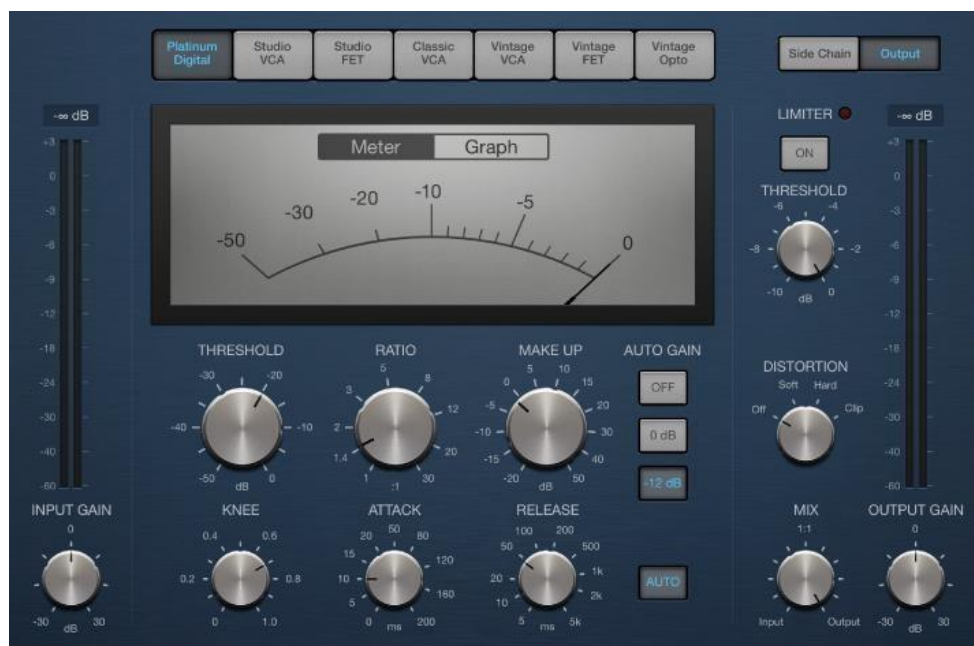 Platinum Digital
Studio VCA
Studio FET
Classic VCA
Vintage VCA
Vintage FET
Vintage Opto
Side Chain
Output
-∞ dB
+3
0
-3
-6
-9
-12
-18
-24
-30
-40
-60
Meter
Graph
-50
-30
-20
-10
-5
0
LIMITER
ON
THRESHOLD
-6
-4
-8
-2
-10
0
dB
-∞ dB
+3
0
-3
-6
-9
-12
-18
-24
-30
-40
-60
THRESHOLD
-30
-20
-40
-10
-50
0
dB
RATIO
5
3
8
2
12
1.4
20
1
30
:1
MAKE UP
5
10
0
15
-5
20
-10
30
-15
40
-20
50
dB
AUTO GAIN
OFF
0 dB
-12 dB
DISTORTION
Soft
Hard
Off
Clip
INPUT GAIN
0
-30
30
dB
KNEE
0.4
0.6
0.2
0.8
0
1.0
ATTACK
50
20
80
15
120
10
160
5
0
200
ms
RELEASE
100
200
50
500
20
1k
10
2k
5
5k
ms
AUTO
MIX
1:1
Input
Output
OUTPUT GAIN
0
-30
30
dB